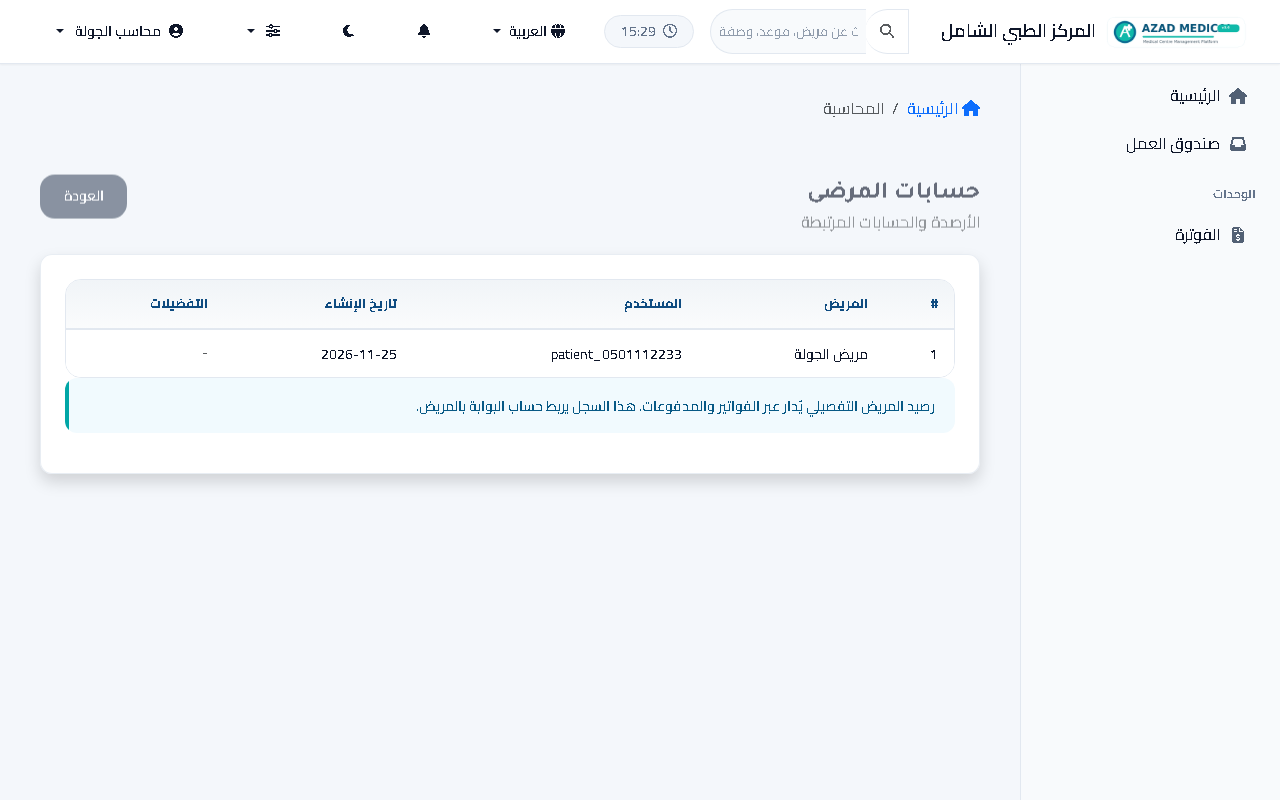 AZAD MEDIC
Medical Centre Management Platform
المركز الطبي الشامل
ث عن مريض، موعد، وصفة
15:29
العربية
محاسب الجولة
الرئيسية
صندوق العمل
الوحدات
الفوترة
الرئيسية / المحاسبة
حسابات المرضى
الأرصدة والحسابات المرتبطة
العودة
# المريض المستخدم تاريخ الإنشاء التفضيلات
1 مريض الجولة patient_0501112233 2026-11-25 -
رصيد المريض التفصيلي يُدار عبر الفواتير والمدفوعات. هذا السجل يربط حساب البوابة بالمريض.